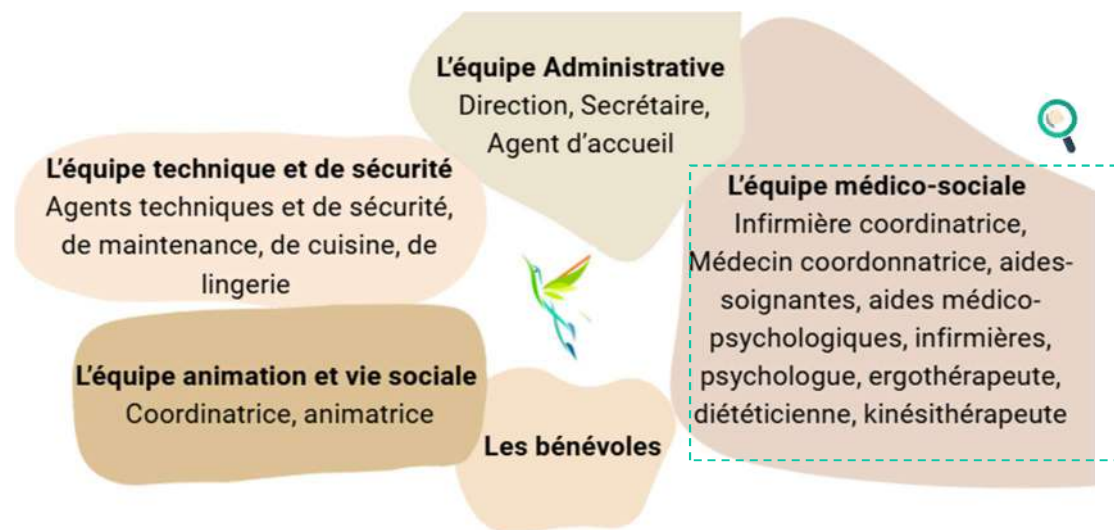 L'équipe Administrative
Direction, Secrétaire,
Agent d'accueil
L'équipe technique et de sécurité
Agents techniques et de sécurité,
de maintenance, de cuisine, de
lingerie
L'équipe médico-sociale
Infirmière coordinatrice,
Médecin coordonnatrice, aides-
soignantes, aides médico-
psychologiques, infirmières,
psychologue, ergothérapeute,
diététicienne, kinésithérapeute
L'équipe animation et vie sociale
Coordinatrice, animatrice
Les bénévoles